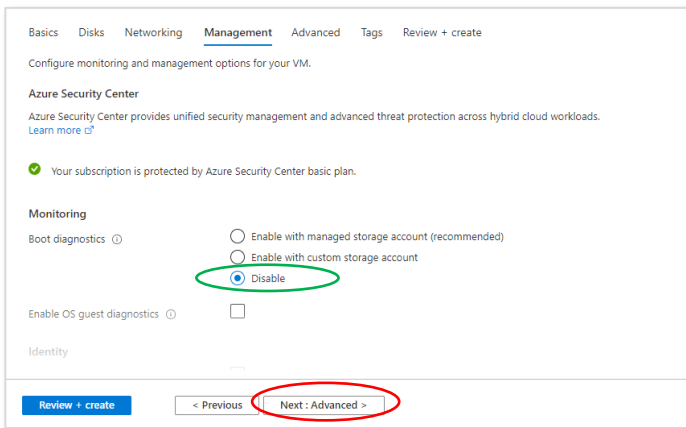 Basics Disks Networking Management Advanced Tags Review + create
Configure monitoring and management options for your VM.
Azure Security Center
Azure Security Center provides unified security management and advanced threat protection across hybrid cloud workloads.
Learn more
Your subscription is protected by Azure Security Center basic plan.
Monitoring
Boot diagnostics
Enable with managed storage account (recommended)
Enable with custom storage account
Disable
Enable OS guest diagnostics
Identity
Review + create < Previous Next : Advanced >